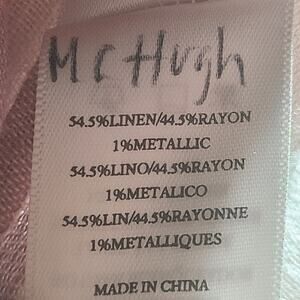 McHugh
54.5%LINEN/44.5%RAYON
1%METALLIC
54.5%LINO/44.5%RAYON
1%METALICO
54.5%LIN/44.5%RAYONNE
1%METALLIQUES
MADE IN CHINA